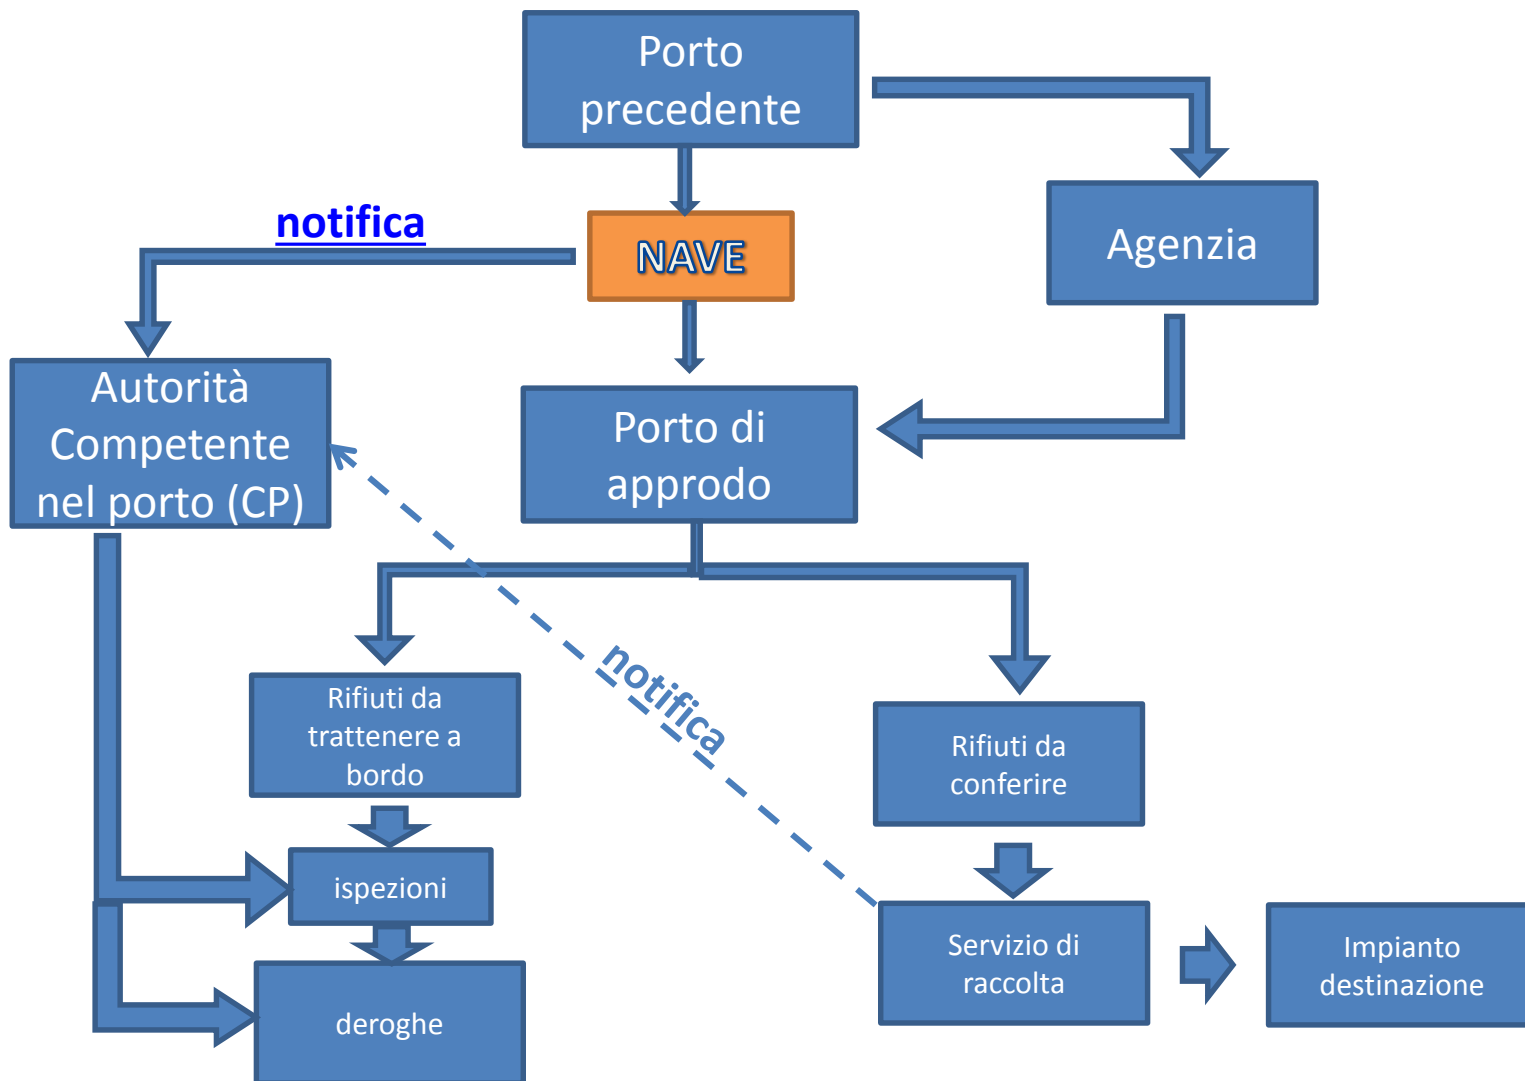 Porto
precedente
notifica
NAVE
Agenzia
Autorità
Competente
nel porto (CP)
Porto di
approdo
notifica
Rifiuti da
trattenere a
bordo
Rifiuti da
conferire
ispezioni
Servizio di
raccolta
Impianto
destinazione
deroghe